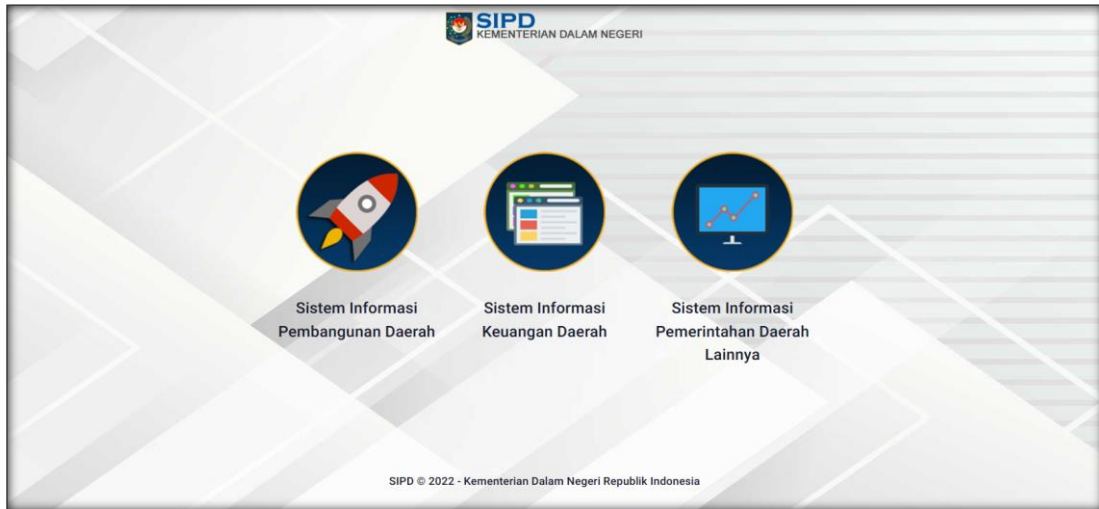 SIPD
KEMENTERIAN DALAM NEGERI
Sistem Informasi
Pembangunan Daerah
Sistem Informasi
Keuangan Daerah
Sistem Informasi
Pemerintahan Daerah
Lainnya
SIPD © 2022 - Kementerian Dalam Negeri Republik Indonesia